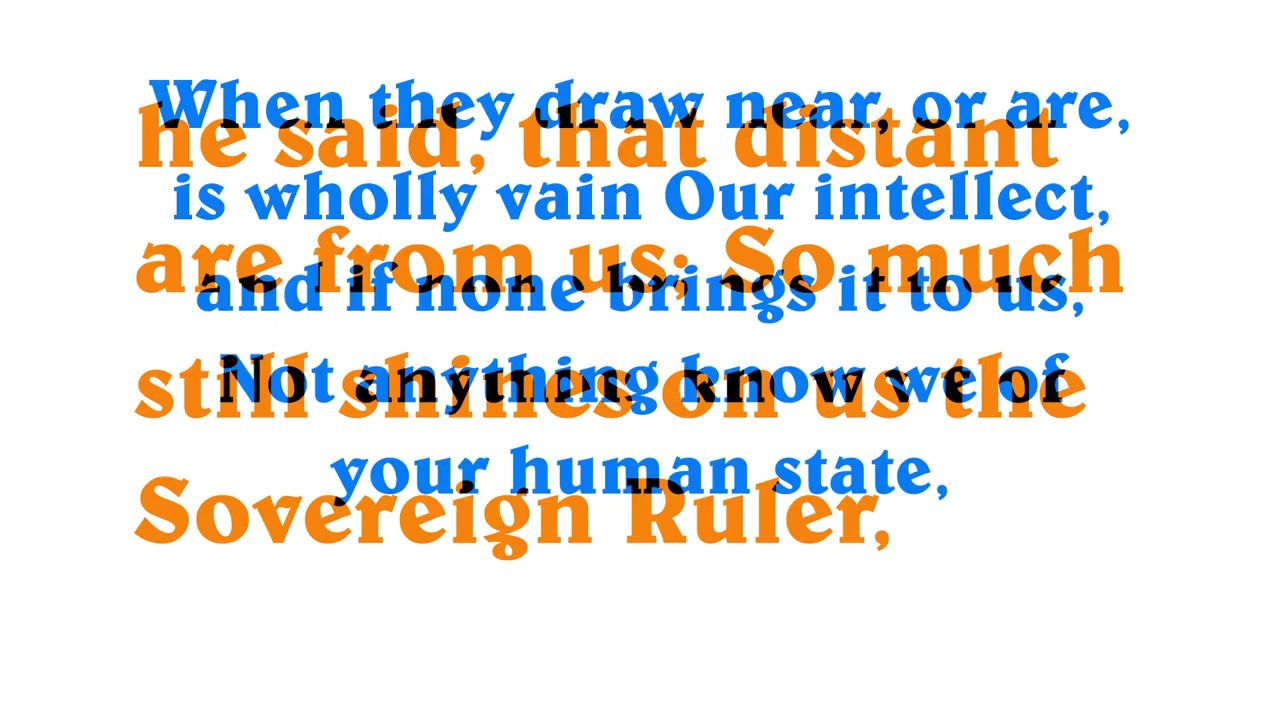 When they draw near, or are,
is wholly vain Our intellect,
and if none brings it to us,
Not anything know we of
your human state,
he said, that distant
are from us; So much
still shines on us the
Sovereign Ruler,